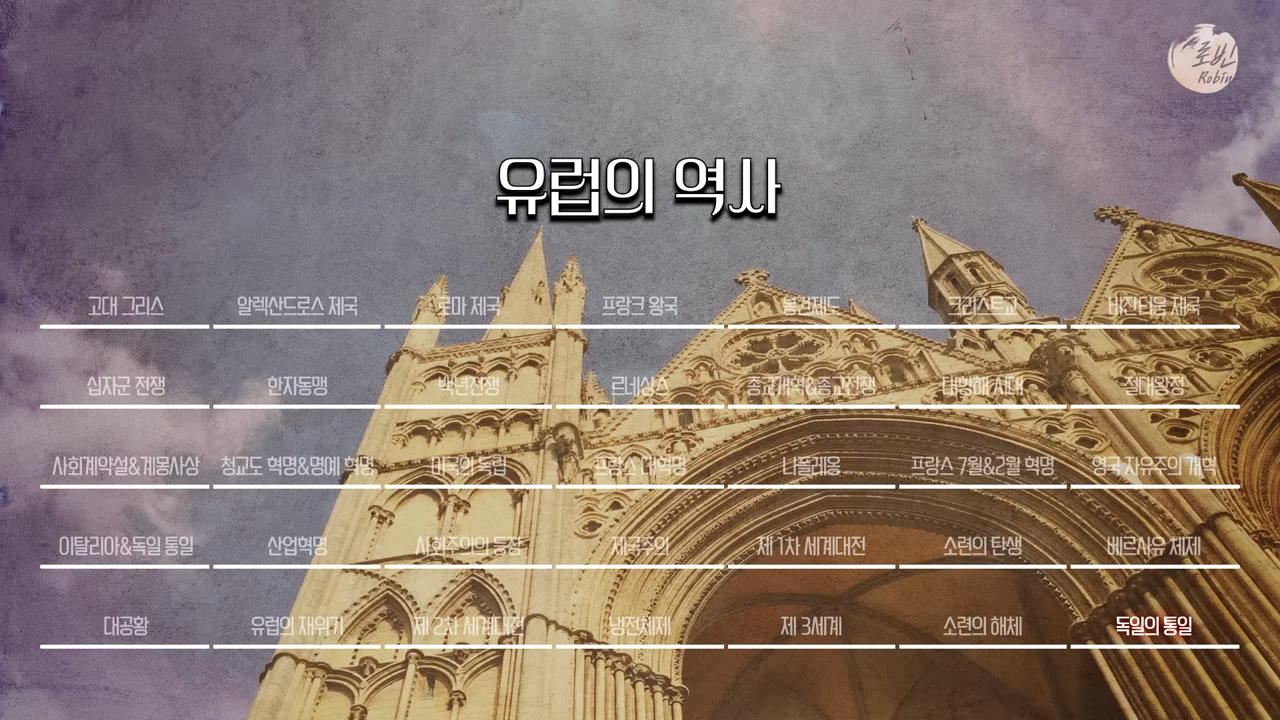 로빈
Robin
유럽의 역사
고대 그리스 알렉산드로스 제국 로마 제국 프랑크 왕국 봉건제도 크리스트교 비잔티움 제국
십자군 전쟁 한자동맹 백년전쟁 르네상스 종교개혁&종교전쟁 대항해 시대 절대왕정
사회계약설&계몽사상 청교도 혁명&명예 혁명 미국의 독립 프랑스 대혁명 나폴레옹 프랑스 7월&2월 혁명 영국 자유주의 개혁
이탈리아&독일 통일 산업혁명 사회주의의 등장 제국주의 제 1차 세계대전 소련의 탄생 베르사유 체제
대공황 유럽의 재위기 제 2차 세계대전 냉전체제 제 3세계 소련의 해체 독일의 통일